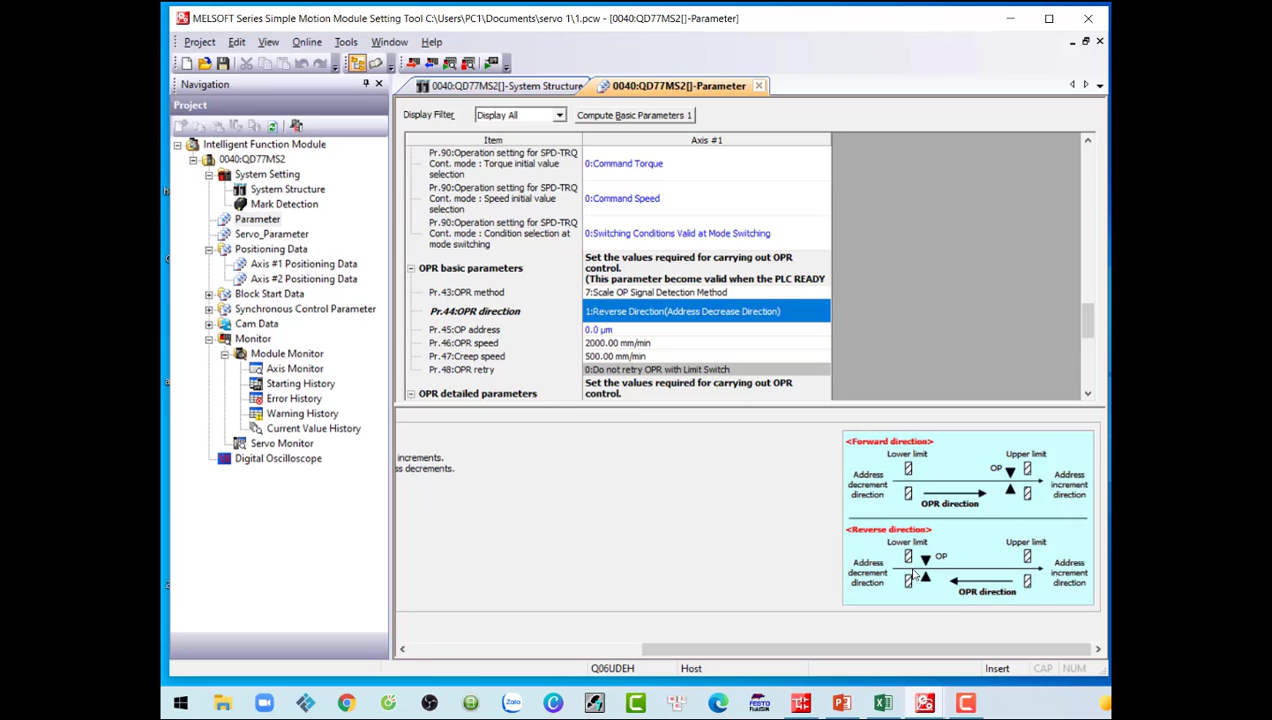 MELSOFT Series Simple Motion Module Setting Tool C:\Users\PC1\Documents\servo 1\1.pcw - [0040:QD77MS2[]-Parameter]
Project Edit View Online Tools Window Help
Navigation
0040:QD77MS2[]-System Structure
0040:QD77MS2[]-Parameter
Project
Intelligent Function Module
0040:QD77MS2
System Setting
System Structure
Mark Detection
Parameter
Servo_Parameter
Positioning Data
Axis #1 Positioning Data
Axis #2 Positioning Data
Block Start Data
Synchronous Control Parameter
Cam Data
Monitor
Module Monitor
Axis Monitor
Starting History
Error History
Warning History
Current Value History
Servo Monitor
Digital Oscilloscope
Display Filter Display All Compute Basic Parameters 1
Item Axis #1
Pr.90:Operation setting for SPD-TRQ
Cont. mode : Torque initial value
selection
0:Command Torque
Pr.90:Operation setting for SPD-TRQ
Cont. mode : Speed initial value
selection
0:Command Speed
Pr.90:Operation setting for SPD-TRQ
Cont. mode : Condition selection at
mode switching
0:Switching Conditions Valid at Mode Switching
OPR basic parameters
Set the values required for carrying out OPR
control.
(This parameter become valid when the PLC READY
Pr.43:OPR method 7:Scale OP Signal Detection Method
Pr.44:OPR direction 1:Reverse Direction(Address Decrease Direction)
Pr.45:OP address 0.0 µm
Pr.46:OPR speed 2000.00 mm/min
Pr.47:Creep speed 500.00 mm/min
Pr.48:OPR retry 0:Do not retry OPR with Limit Switch
OPR detailed parameters
Set the values required for carrying out OPR
control.
increments.
ss decrements.
<Forward direction>
Lower limit Upper limit
OP
Address
decrement
direction
Address
increment
direction
OPR direction
<Reverse direction>
Lower limit Upper limit
OP
Address
decrement
direction
Address
increment
direction
OPR direction
Q06UDEH Host Insert CAP NUM
Zalo
FESTO